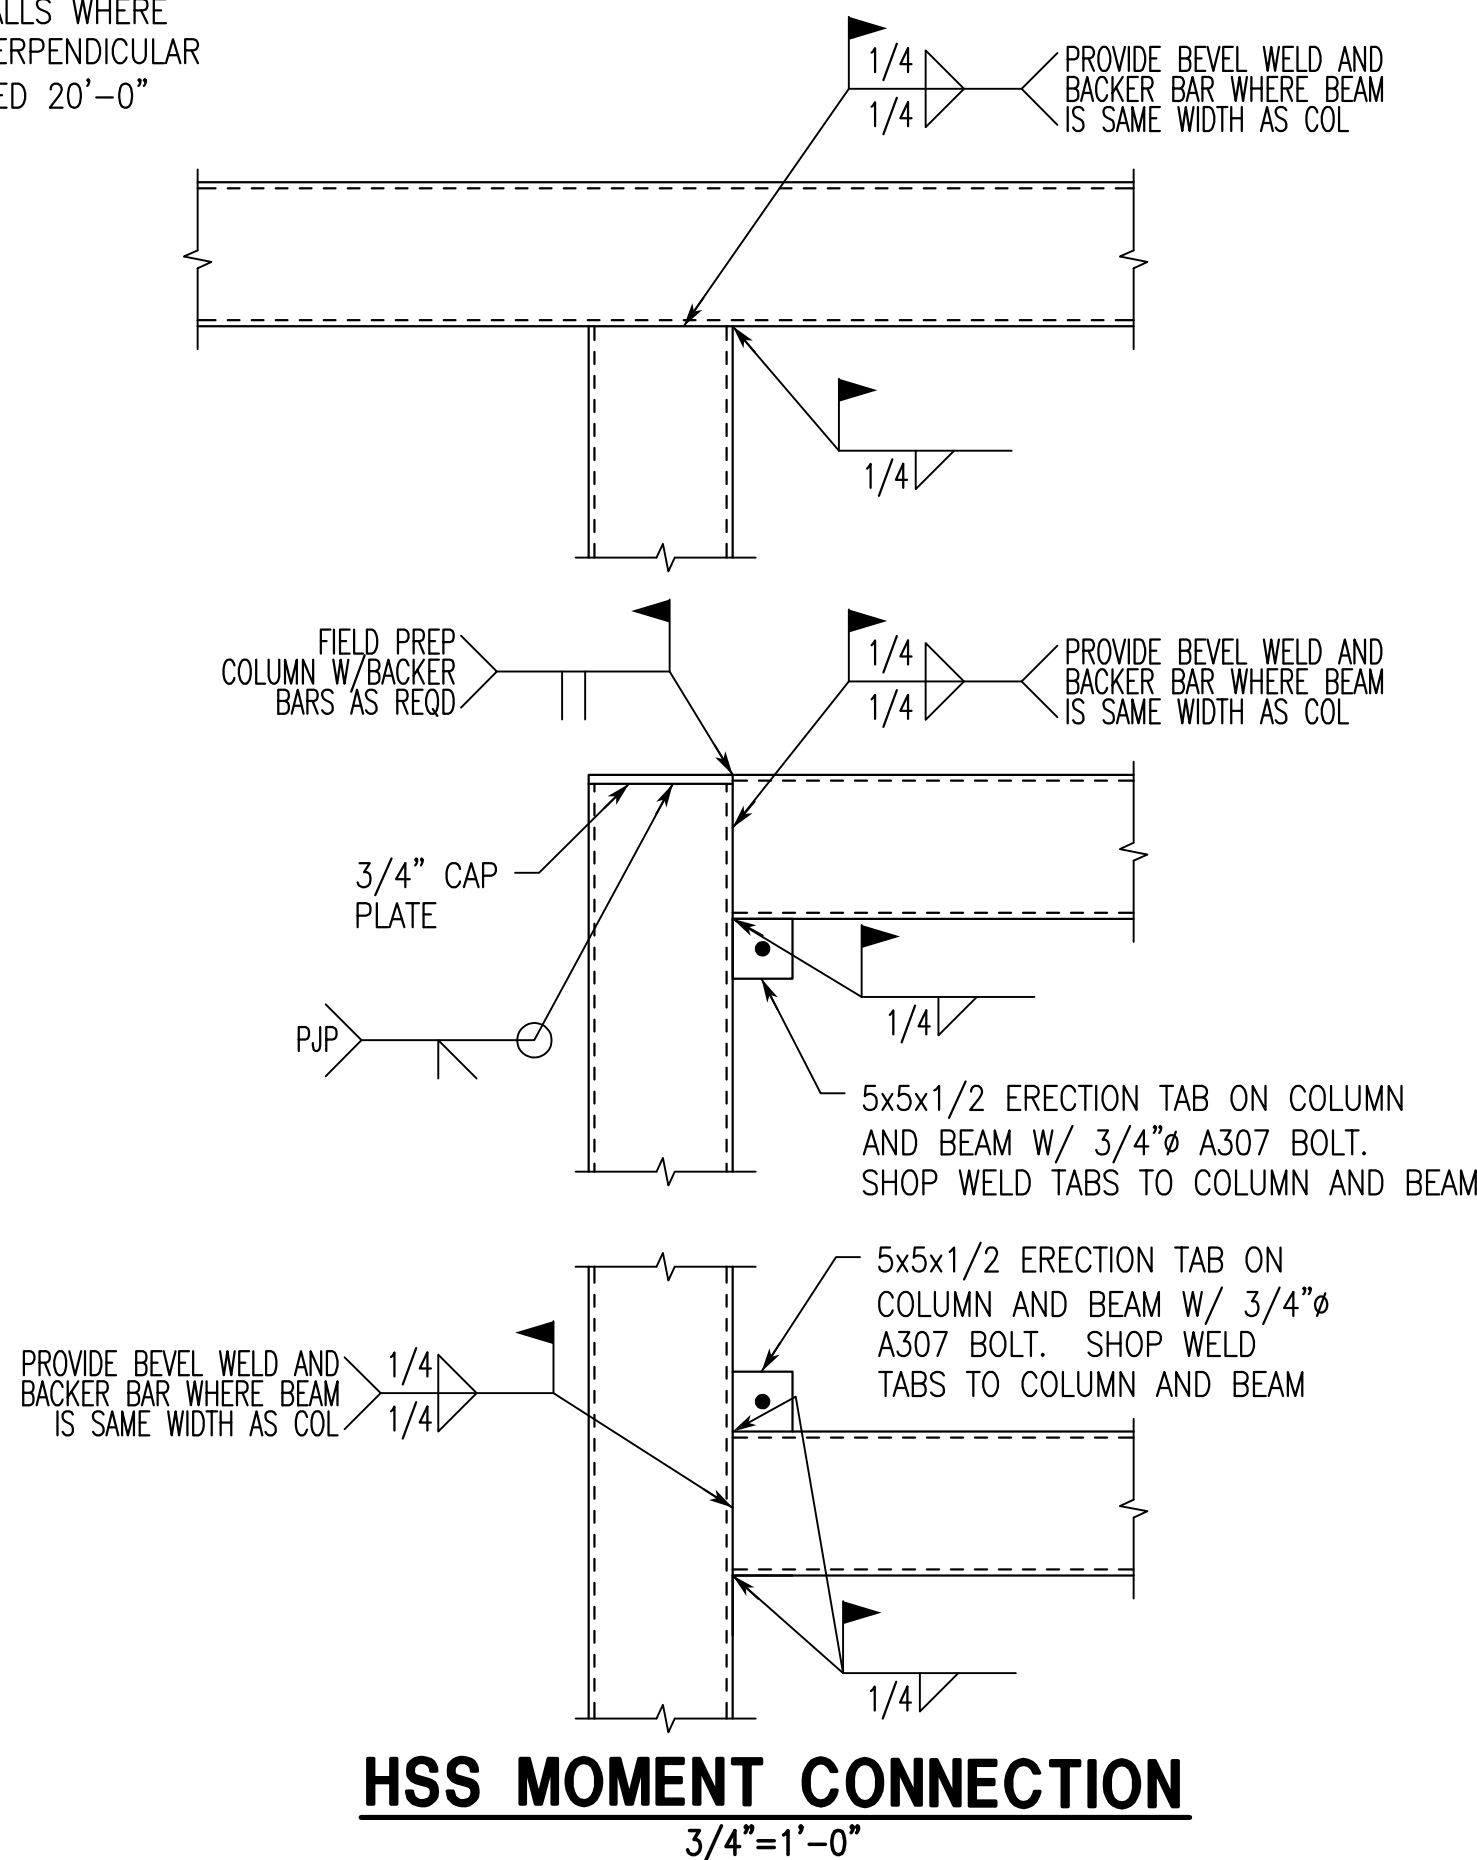 ALLS WHERE
ERPENDICULAR
ED 20'-0"
1/4
1/4
PROVIDE BEVEL WELD AND
BACKER BAR WHERE BEAM
IS SAME WIDTH AS COL
1/4
FIELD PREP
COLUMN W/BACKER
BARS AS REQD
1/4
1/4
PROVIDE BEVEL WELD AND
BACKER BAR WHERE BEAM
IS SAME WIDTH AS COL
3/4" CAP
PLATE
1/4
PJP
5x5x1/2 ERECTION TAB ON COLUMN
AND BEAM W/ 3/4"ø A307 BOLT.
SHOP WELD TABS TO COLUMN AND BEAM
5x5x1/2 ERECTION TAB ON
COLUMN AND BEAM W/ 3/4"ø
A307 BOLT. SHOP WELD
TABS TO COLUMN AND BEAM
PROVIDE BEVEL WELD AND
BACKER BAR WHERE BEAM
IS SAME WIDTH AS COL
1/4
1/4
1/4
HSS MOMENT CONNECTION
3/4"=1'-0"